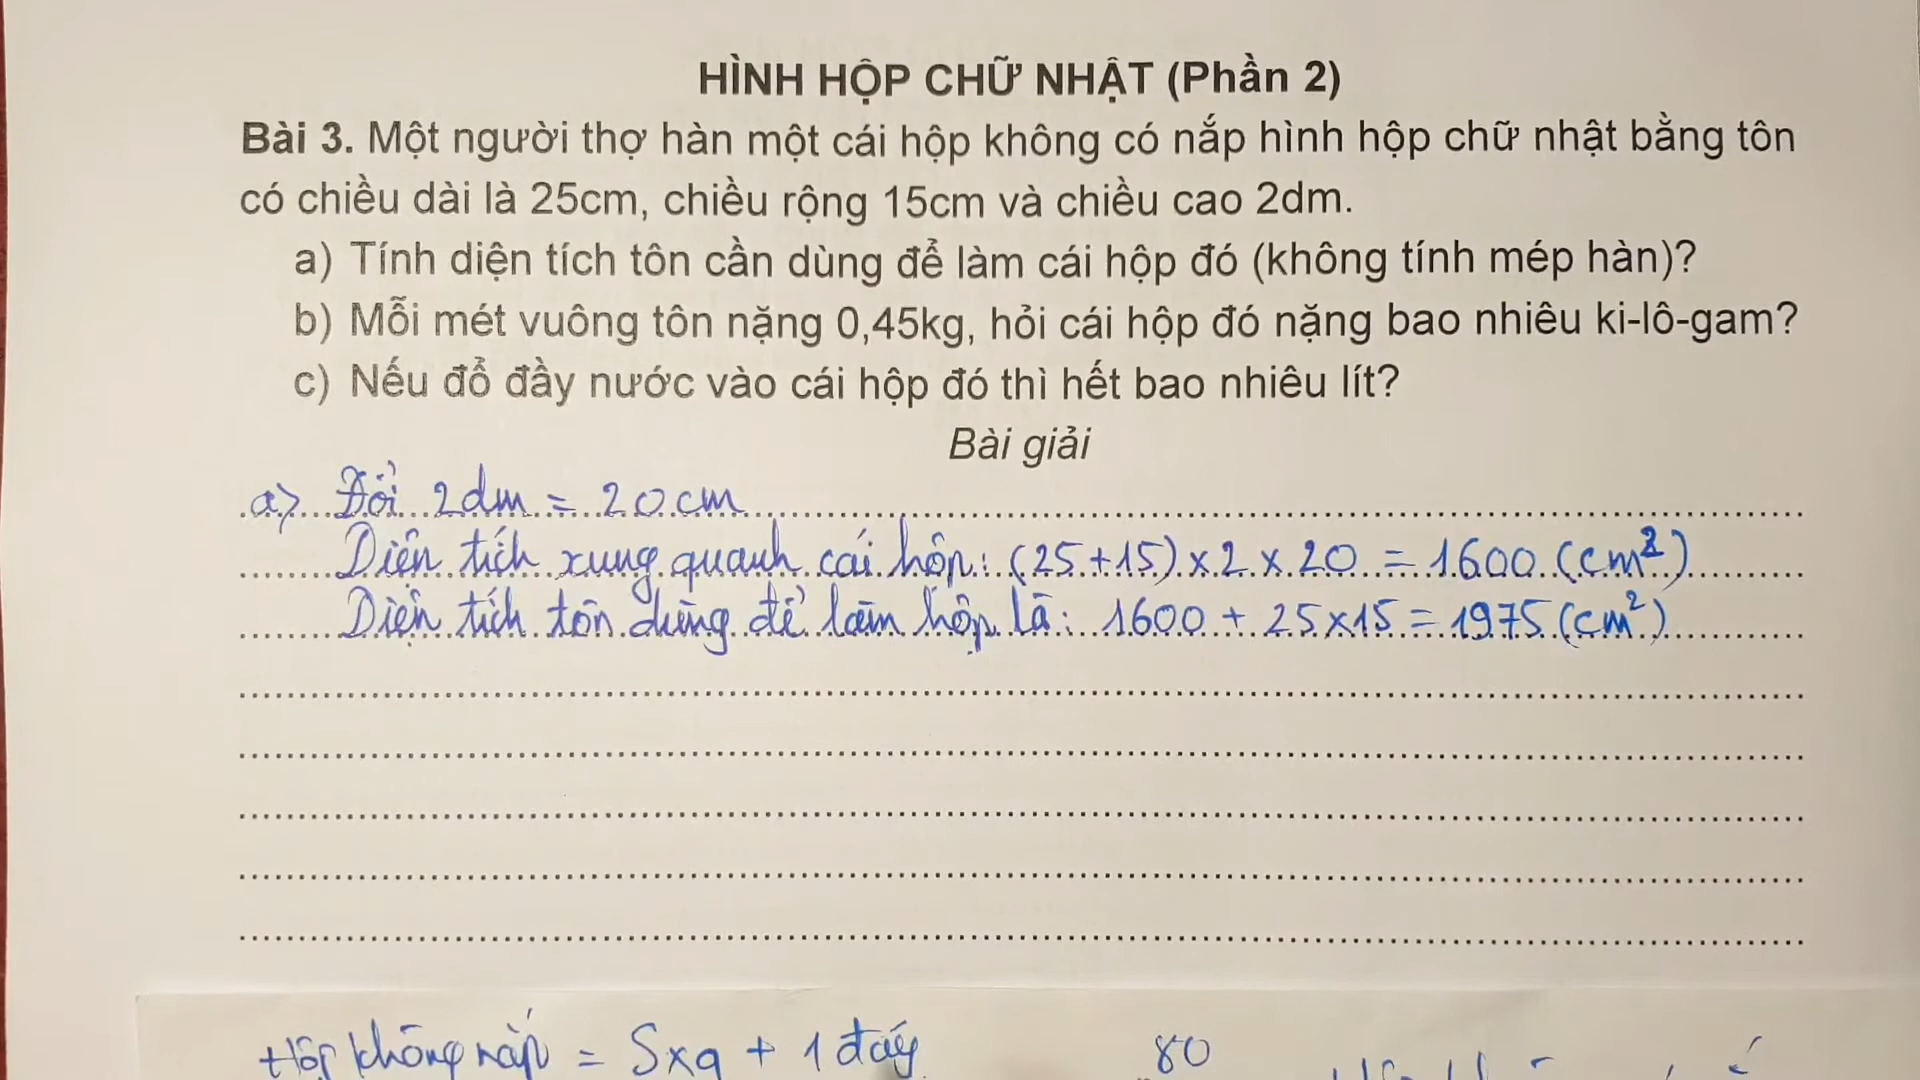 HÌNH HỘP CHỮ NHẬT (Phần 2)
Bài 3. Một người thợ hàn một cái hộp không có nắp hình hộp chữ nhật bằng tôn
có chiều dài là 25cm, chiều rộng 15cm và chiều cao 2dm.
a) Tính diện tích tôn cần dùng để làm cái hộp đó (không tính mép hàn)?
b) Mỗi mét vuông tôn nặng 0,45kg, hỏi cái hộp đó nặng bao nhiêu ki-lô-gam?
c) Nếu đổ đầy nước vào cái hộp đó thì hết bao nhiêu lít?
Bài giải
a) Đổi 2dm = 20cm
Diện tích xung quanh cái hộp: (25+15) x 2 x 20 = 1600 (cm²)
Diện tích tôn dùng để làm hộp là: 1600 + 25x15 = 1975 (cm²)
Hộp không nắp = Sxq + 1 đáy
80